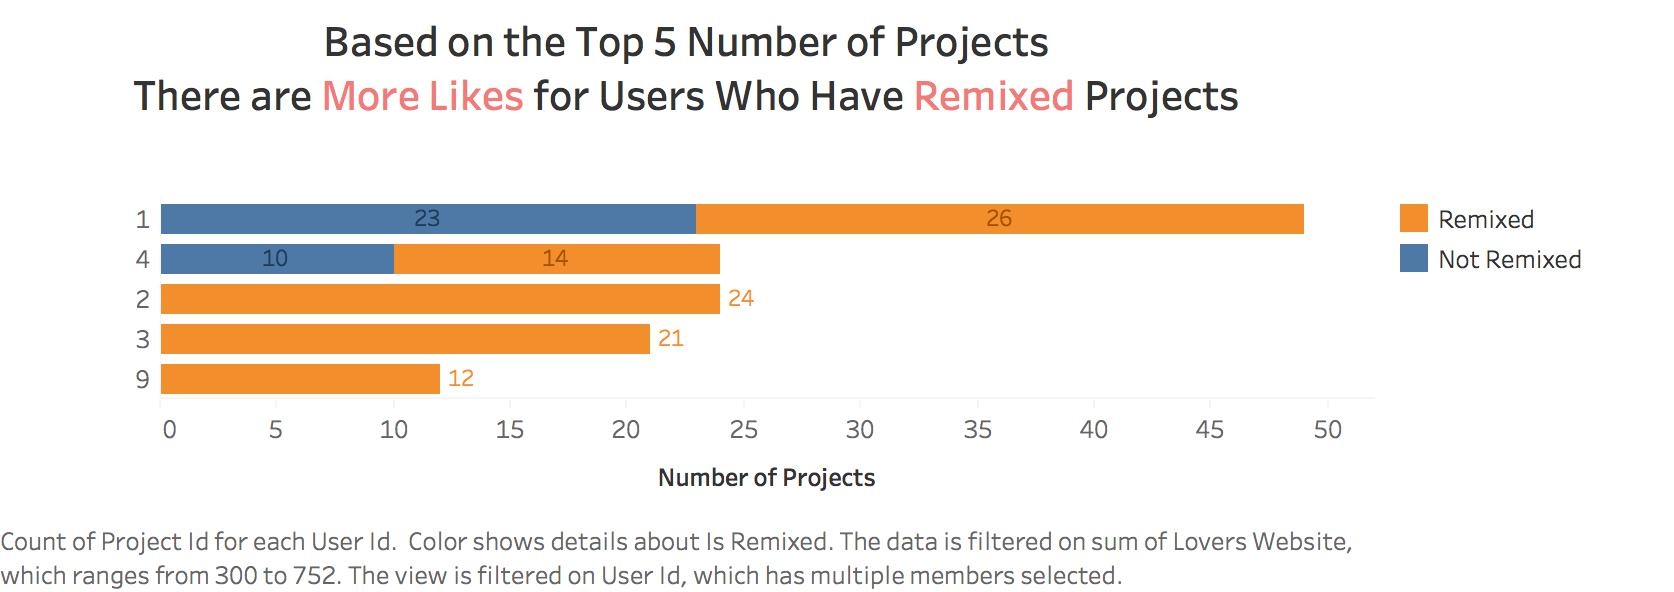 Based on the Top 5 Number of Projects
There are More Likes for Users Who Have Remixed Projects
1 23 26
4 10 14
2 24
3 21
9 12
0 5 10 15 20 25 30 35 40 45 50
Number of Projects
Remixed
Not Remixed
Count of Project Id for each User Id.  Color shows details about Is Remixed. The data is filtered on sum of Lovers Website,
which ranges from 300 to 752. The view is filtered on User Id, which has multiple members selected.